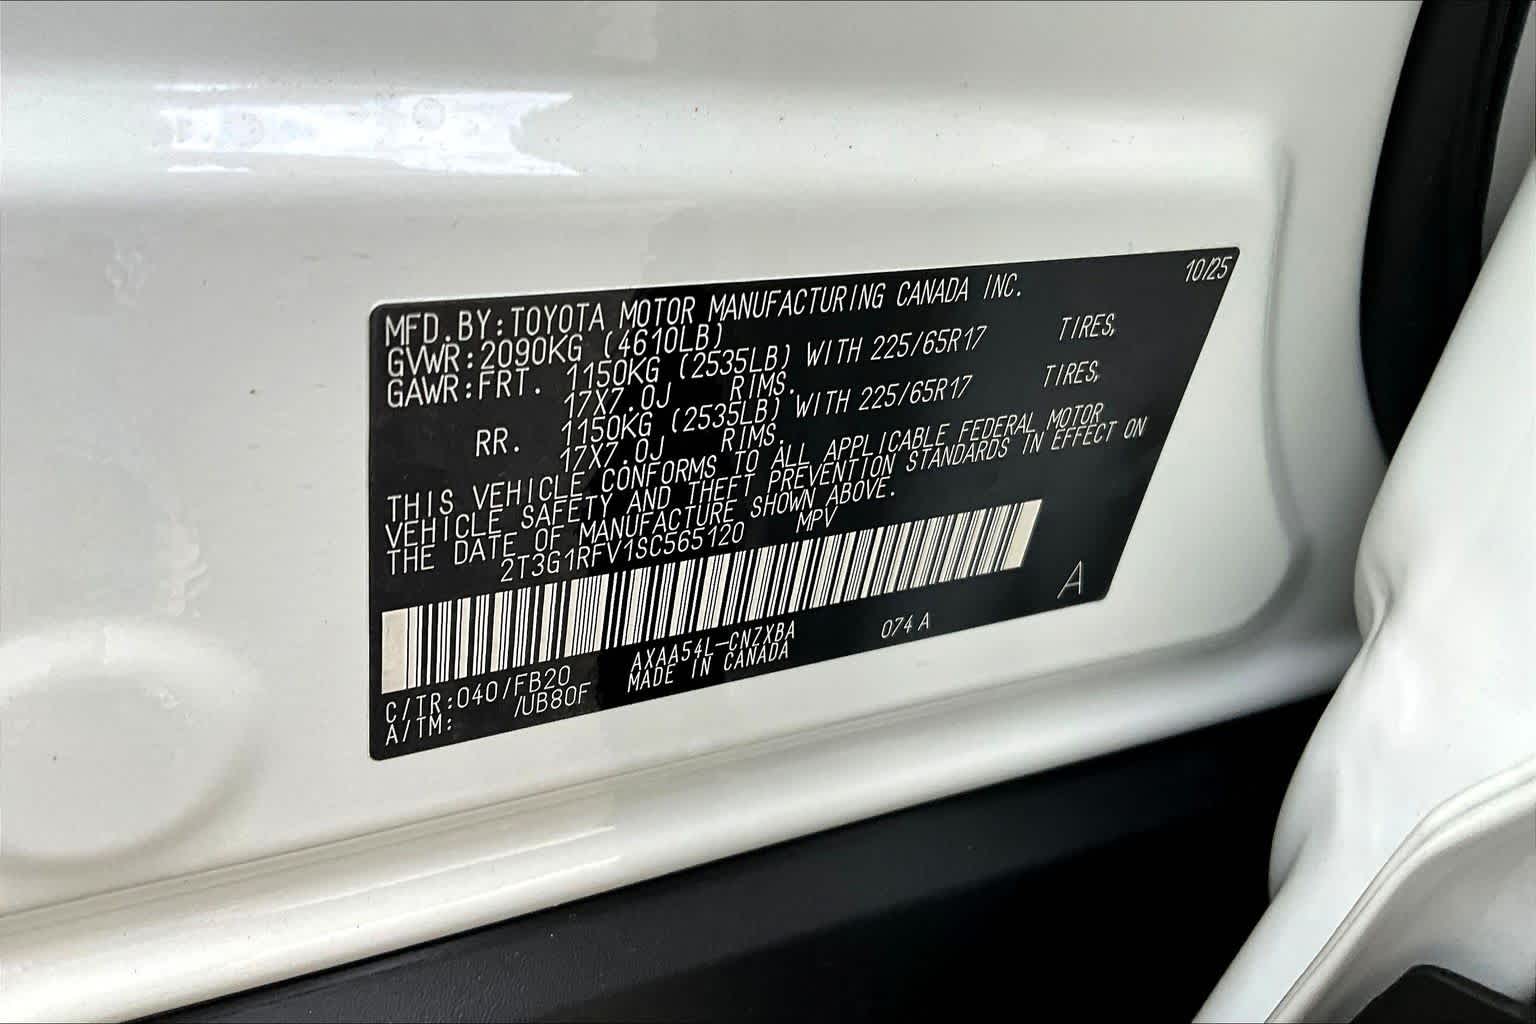 MFD.BY:TOYOTA MOTOR MANUFACTURING CANADA INC. 10/25
GVWR:2090KG (4610LB)
GAWR:FRT. 1150KG (2535LB) WITH 225/65R17 TIRES,
17X7.0J RIMS.
RR. 1150KG (2535LB) WITH 225/65R17 TIRES,
17X7.0J RIMS.
THIS VEHICLE CONFORMS TO ALL APPLICABLE FEDERAL MOTOR
VEHICLE SAFETY AND THEFT PREVENTION STANDARDS IN EFFECT ON
THE DATE OF MANUFACTURE SHOWN ABOVE.
2T3G1RFV1SC565120 MPV
A
C/TR:040/FB20 AXAA54L-CNZXBA 074 A
A/TM: /UB80F MADE IN CANADA